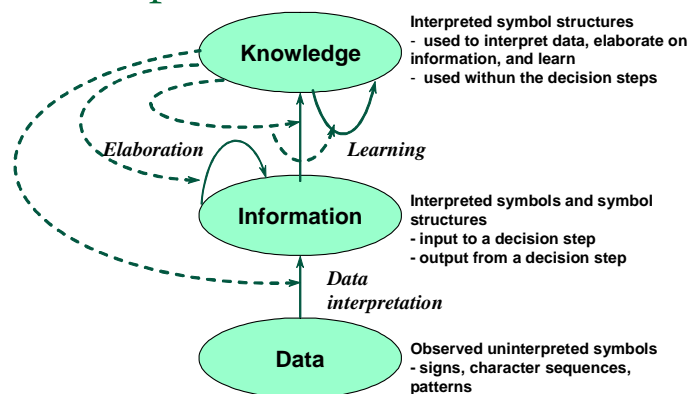 Knowledge
Interpreted symbol structures
- used to interpret data, elaborate on
information, and learn
- used withun the decision steps
Elaboration
Learning
Information
Interpreted symbols and symbol
structures
- input to a decision step
- output from a decision step
Data
interpretation
Data
Observed uninterpreted symbols
- signs, character sequences,
patterns